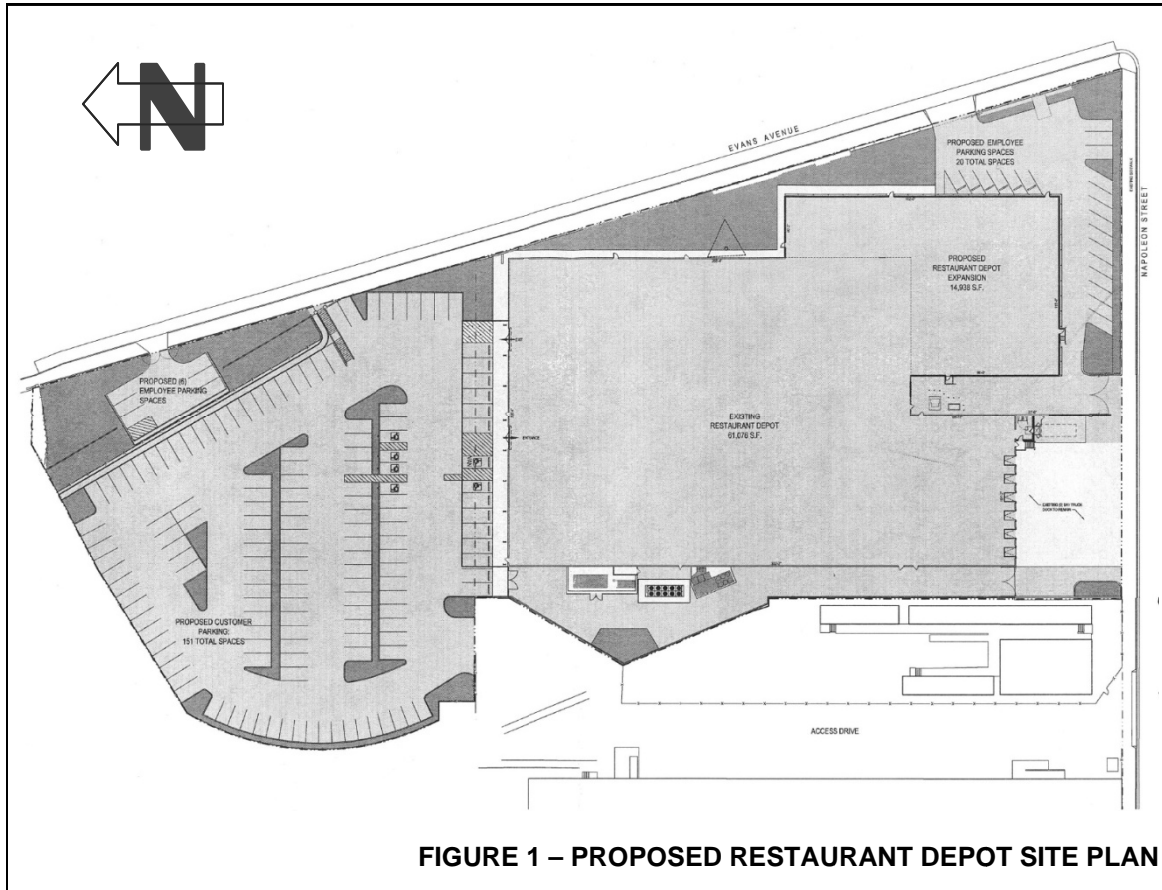 N
EVANS AVENUE
PROPOSED EMPLOYEE
PARKING SPACES
20 TOTAL SPACES
NAPOLEON STREET
PROPOSED
RESTAURANT DEPOT
EXPANSION
14,938 S.F.
PROPOSED (6)
EMPLOYEE PARKING
SPACES
EXIT
ENTRANCE
EXISTING
RESTAURANT DEPOT
61,078 S.F.
PROPOSED CUSTOMER
PARKING:
151 TOTAL SPACES
ACCESS DRIVE
FIGURE 1 – PROPOSED RESTAURANT DEPOT SITE PLAN